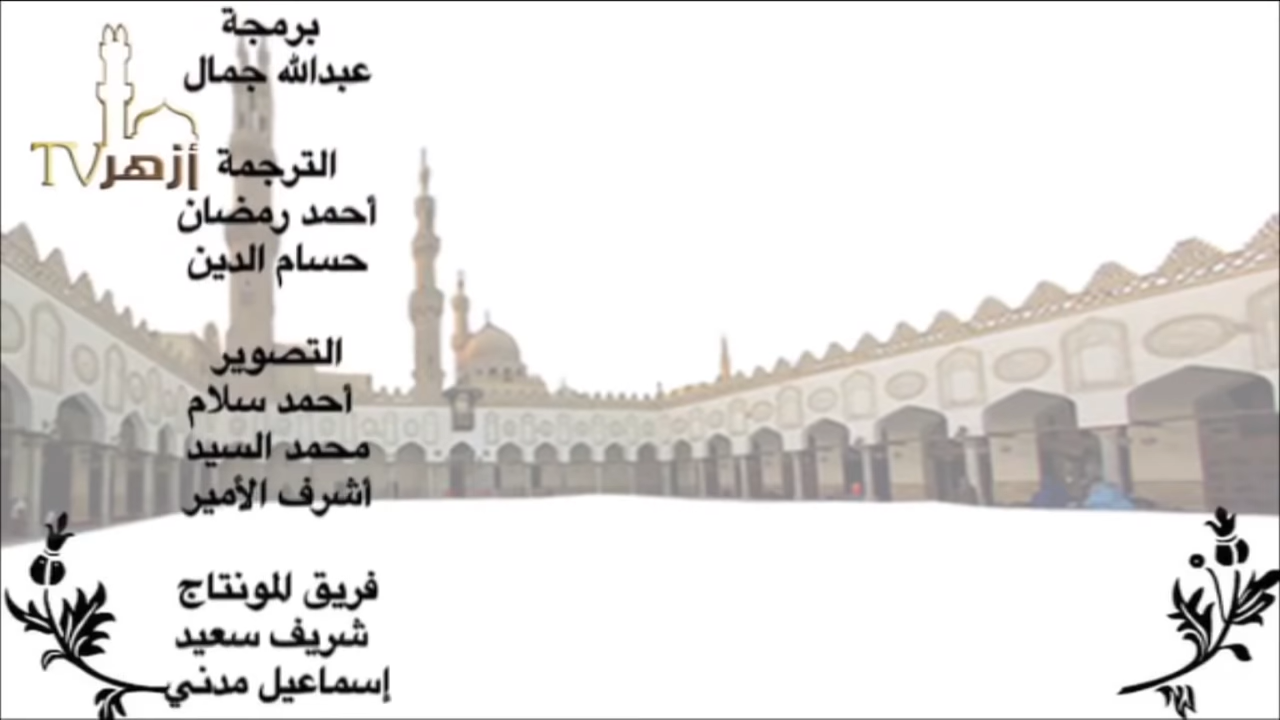 برمجة
عبدالله جمال
أزهر TV
الترجمة
أحمد رمضان
حسام الدين
التصوير
أحمد سلام
محمد السيد
أشرف الأمير
فريق المونتاج
شريف سعيد
إسماعيل مدني